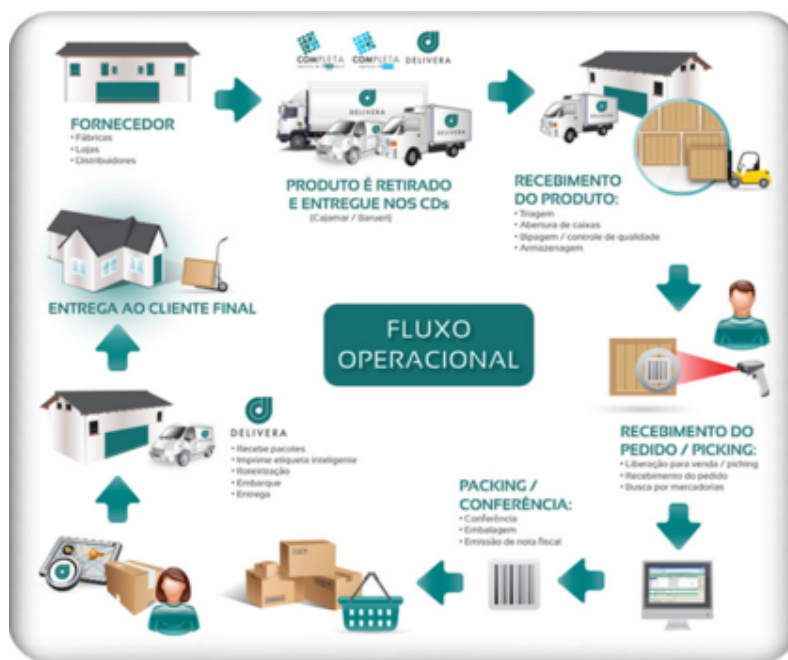 COMPLETA
COMPLETA
DELIVERA
DELIVERA
FORNECEDOR
• Fábricas
• Lojas
• Distribuidores
PRODUTO É RETIRADO
E ENTREGUE NOS CDs
(Cajamar / Barueri)
RECEBIMENTO
DO PRODUTO:
• Triagem
• Abertura de caixas
• Bipagem / controle de qualidade
• Armazenagem
ENTREGA AO CLIENTE FINAL
FLUXO
OPERACIONAL
DELIVERA
• Recebe pacotes
• Imprime etiqueta inteligente
• Roteirização
• Embarque
• Entrega
RECEBIMENTO DO
PEDIDO / PICKING:
• Liberação para venda / picking
• Recebimento do pedido
• Busca por mercadorias
PACKING /
CONFERÊNCIA:
• Conferência
• Embalagem
• Emissão de nota fiscal